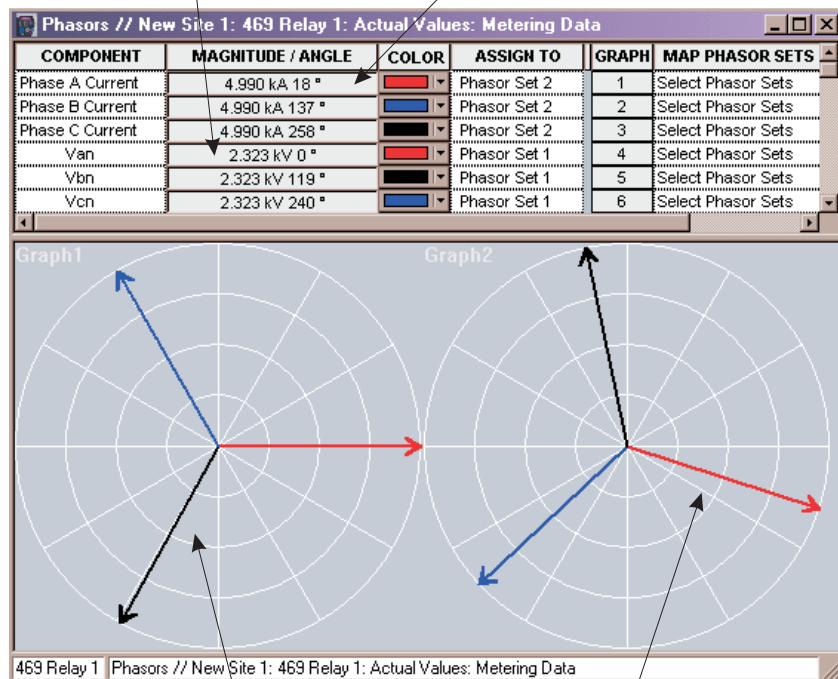 Phasors // New Site 1: 469 Relay 1: Actual Values: Metering Data
COMPONENT MAGNITUDE / ANGLE COLOR ASSIGN TO GRAPH MAP PHASOR SETS
Phase A Current 4.990 kA 18 ° Phasor Set 2 1 Select Phasor Sets
Phase B Current 4.990 kA 137 ° Phasor Set 2 2 Select Phasor Sets
Phase C Current 4.990 kA 258 ° Phasor Set 2 3 Select Phasor Sets
Van 2.323 kV 0 ° Phasor Set 1 4 Select Phasor Sets
Vbn 2.323 kV 119 ° Phasor Set 1 5 Select Phasor Sets
Vcn 2.323 kV 240 ° Phasor Set 1 6 Select Phasor Sets
Graph1 Graph2
469 Relay 1 Phasors // New Site 1: 469 Relay 1: Actual Values: Metering Data